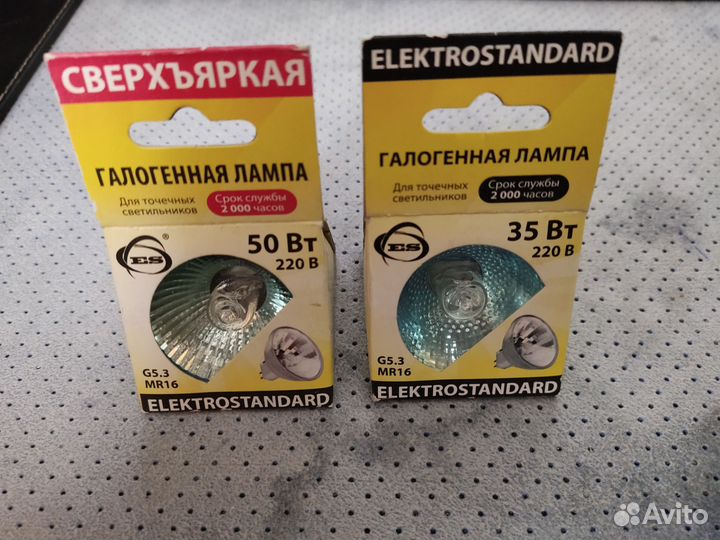 СВЕРХЪЯРКАЯ
ГАЛОГЕННАЯ ЛАМПА
Для точечных
светильников
Срок службы
2 000 часов
ES
®
50 Вт
220 В
G5.3
MR16
ELEKTROSTANDARD
ELEKTROSTANDARD
ГАЛОГЕННАЯ ЛАМПА
Для точечных
светильников
Срок службы
2 000 часов
ES
35 Вт
220 В
G5.3
MR16
ELEKTROSTANDARD
Avito